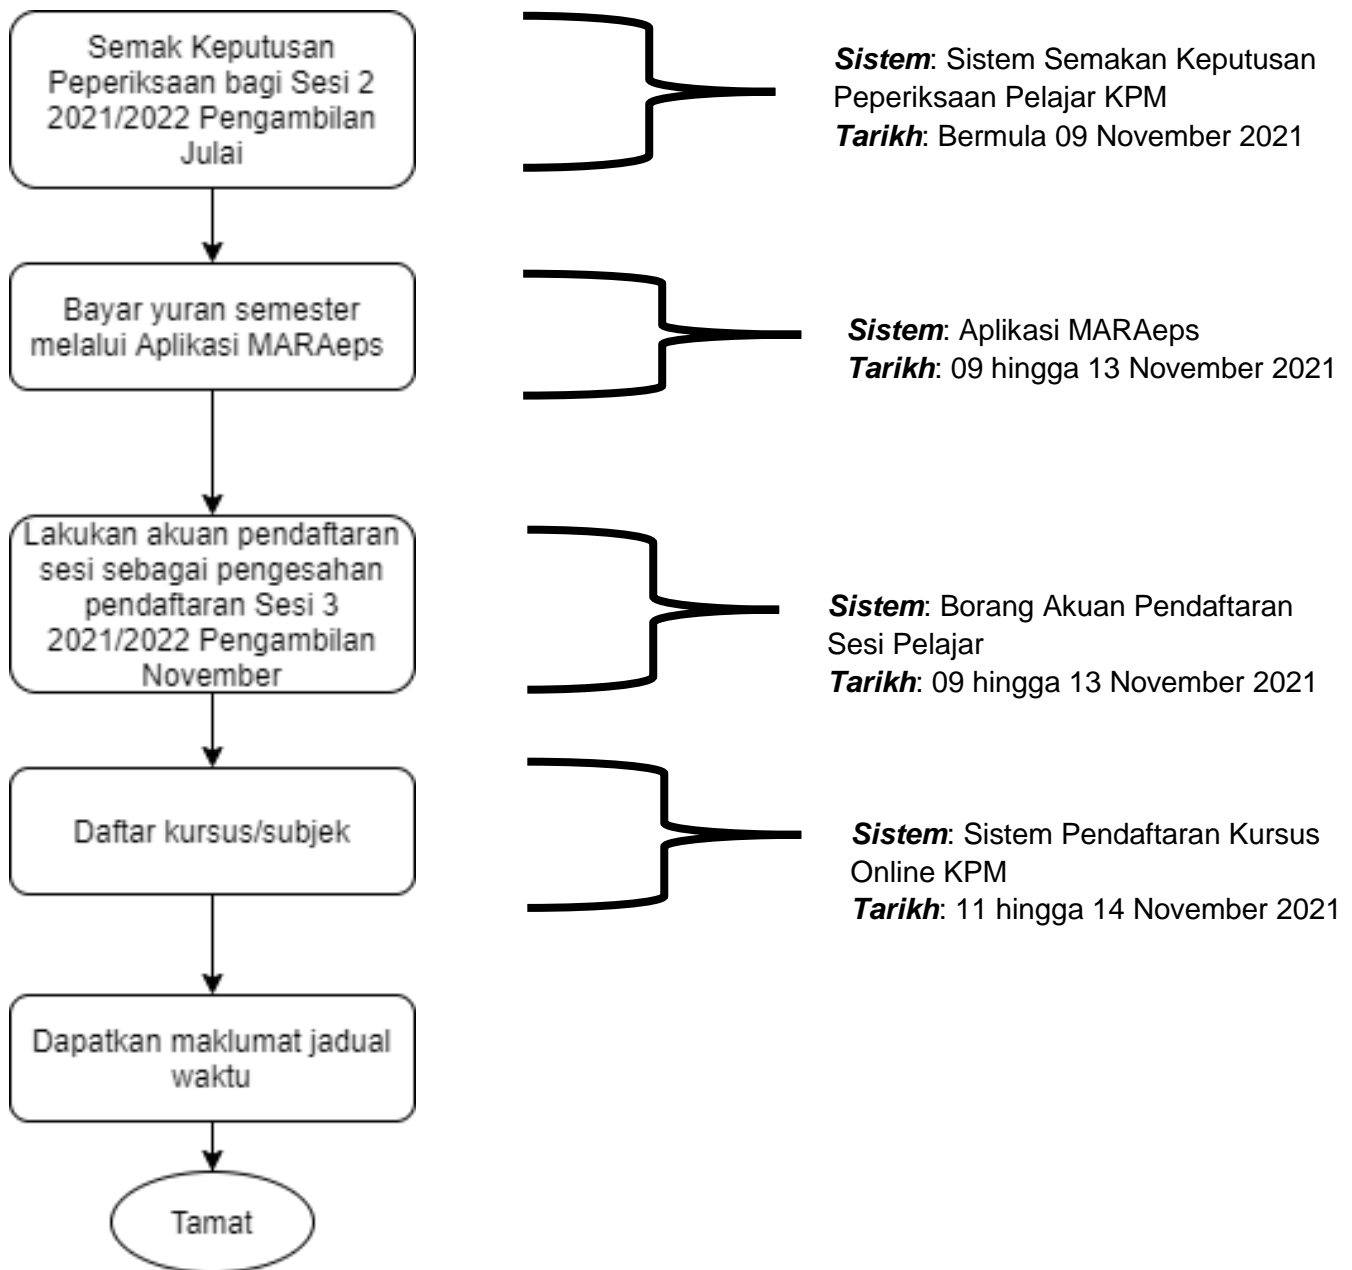 Semak Keputusan
Peperiksaan bagi Sesi 2
2021/2022 Pengambilan
Julai
Sistem: Sistem Semakan Keputusan
Peperiksaan Pelajar KPM
Tarikh: Bermula 09 November 2021
Bayar yuran semester
melalui Aplikasi MARAeps
Sistem: Aplikasi MARAeps
Tarikh: 09 hingga 13 November 2021
Lakukan akuan pendaftaran
sesi sebagai pengesahan
pendaftaran Sesi 3
2021/2022 Pengambilan
November
Sistem: Borang Akuan Pendaftaran
Sesi Pelajar
Tarikh: 09 hingga 13 November 2021
Daftar kursus/subjek
Sistem: Sistem Pendaftaran Kursus
Online KPM
Tarikh: 11 hingga 14 November 2021
Dapatkan maklumat jadual
waktu
Tamat